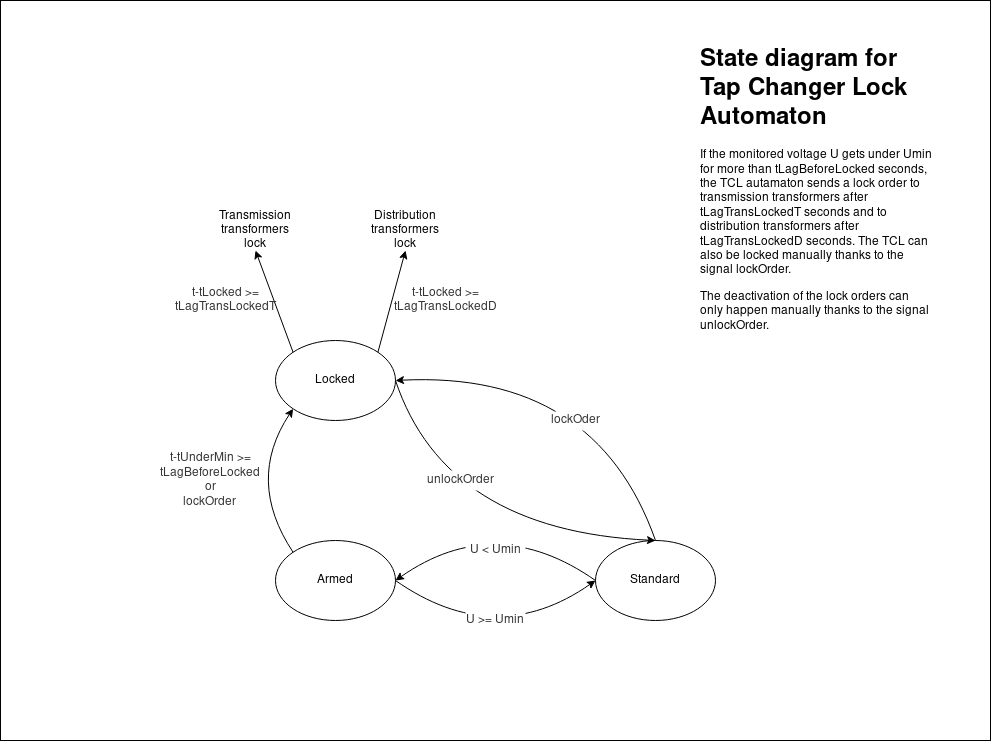 State diagram for
Tap Changer Lock
Automaton
If the monitored voltage U gets under Umin
for more than tLagBeforeLocked seconds,
the TCL autamaton sends a lock order to
transmission transformers after
tLagTransLockedT seconds and to
distribution transformers after
tLagTransLockedD seconds. The TCL can
also be locked manually thanks to the
signal lockOrder.
The deactivation of the lock orders can
only happen manually thanks to the signal
unlockOrder.
Transmission
transformers
lock
Distribution
transformers
lock
t-tLocked >=
tLagTransLockedT
t-tLocked >=
tLagTransLockedD
Locked
lockOder
t-tUnderMin >=
tLagBeforeLocked
or
lockOrder
unlockOrder
U < Umin
Armed
Standard
U >= Umin